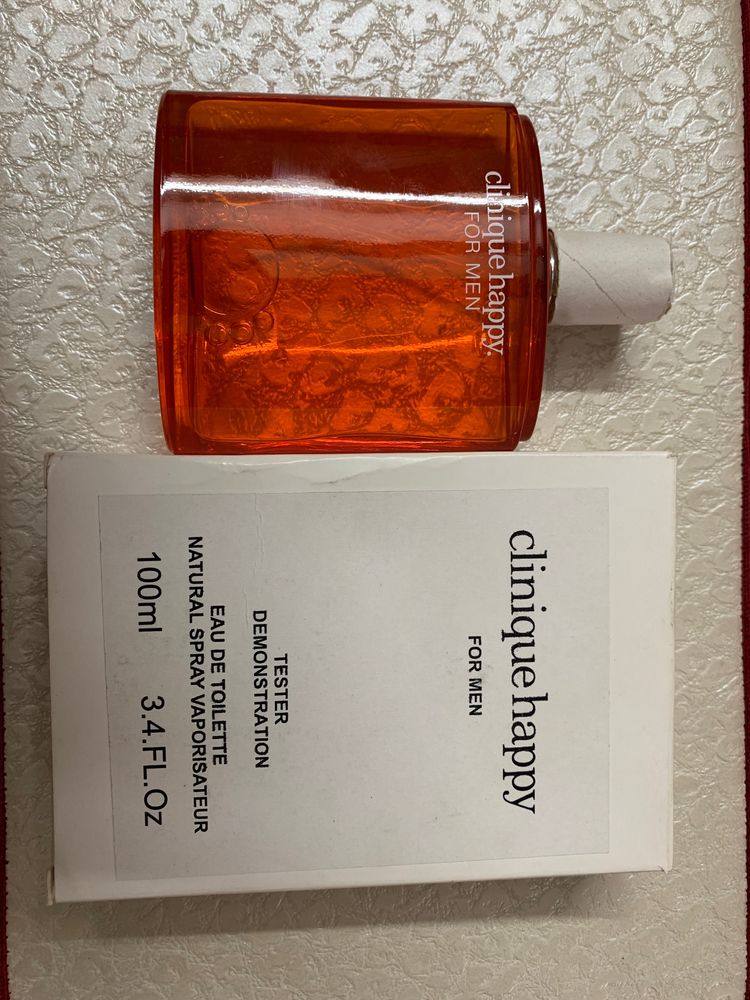 clinique happy.
FOR MEN
clinique happy
FOR MEN
TESTER
DEMONSTRATION
EAU DE TOILETTE
NATURAL SPRAY VAPORISATEUR
100ml 3.4.FL.Oz